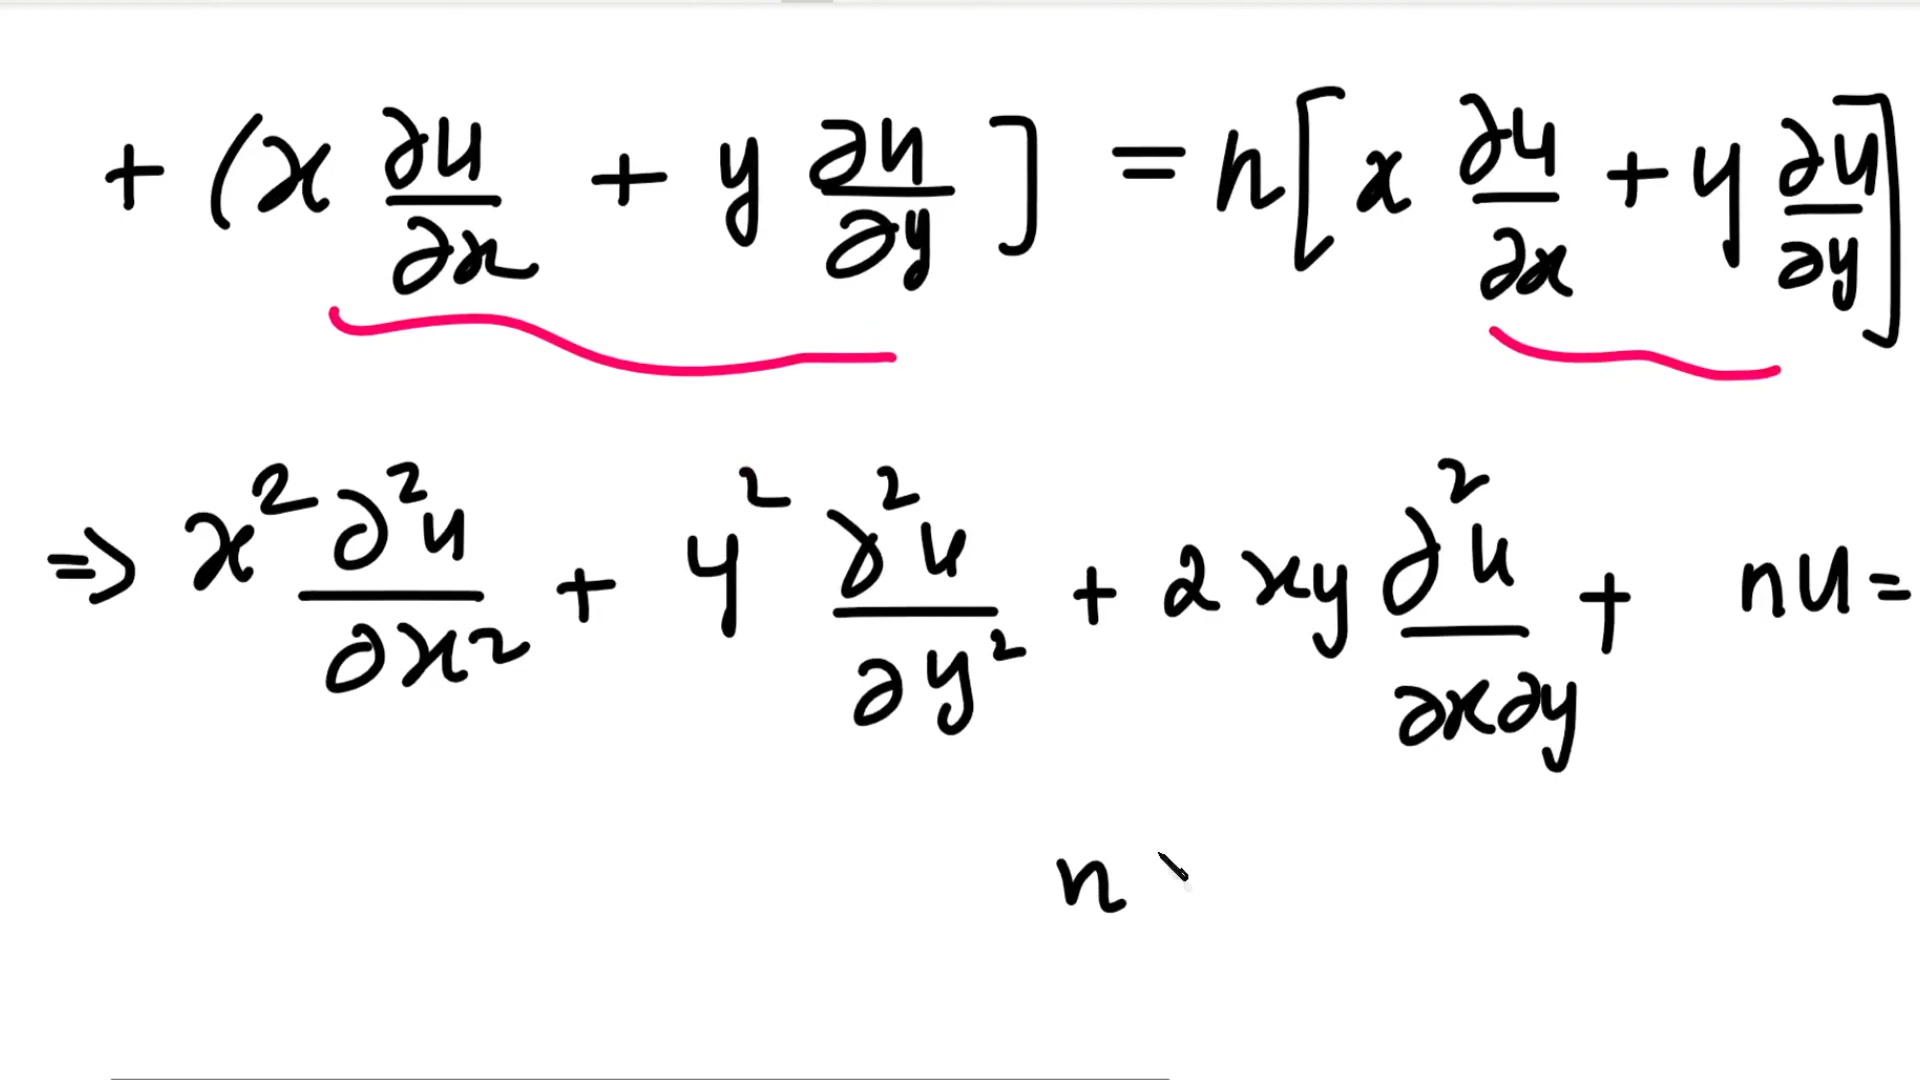 + (x ∂u/∂x + y ∂u/∂y ] = n[x ∂u/∂x + y ∂u/∂y]
⇒ x² ∂²u/∂x² + y² ∂²u/∂y² + 2xy ∂²u/∂x∂y + nu =
n